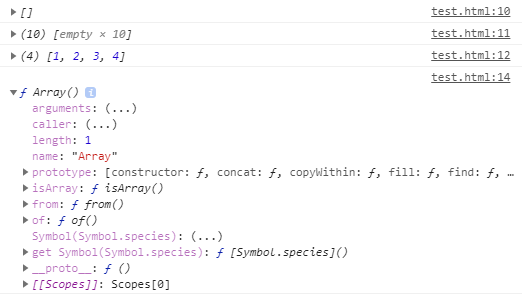 ▶ [] test.html:10
▶ (10) [empty × 10] test.html:11
▶ (4) [1, 2, 3, 4] test.html:12
test.html:14
▼ ƒ Array() i
arguments: (...)
caller: (...)
length: 1
name: "Array"
▶ prototype: [constructor: ƒ, concat: ƒ, copyWithin: ƒ, fill: ƒ, find: ƒ, …
▶ isArray: ƒ isArray()
▶ from: ƒ from()
▶ of: ƒ of()
Symbol(Symbol.species): (...)
▶ get Symbol(Symbol.species): ƒ [Symbol.species]()
▶ __proto__: ƒ ()
▶ [[Scopes]]: Scopes[0]